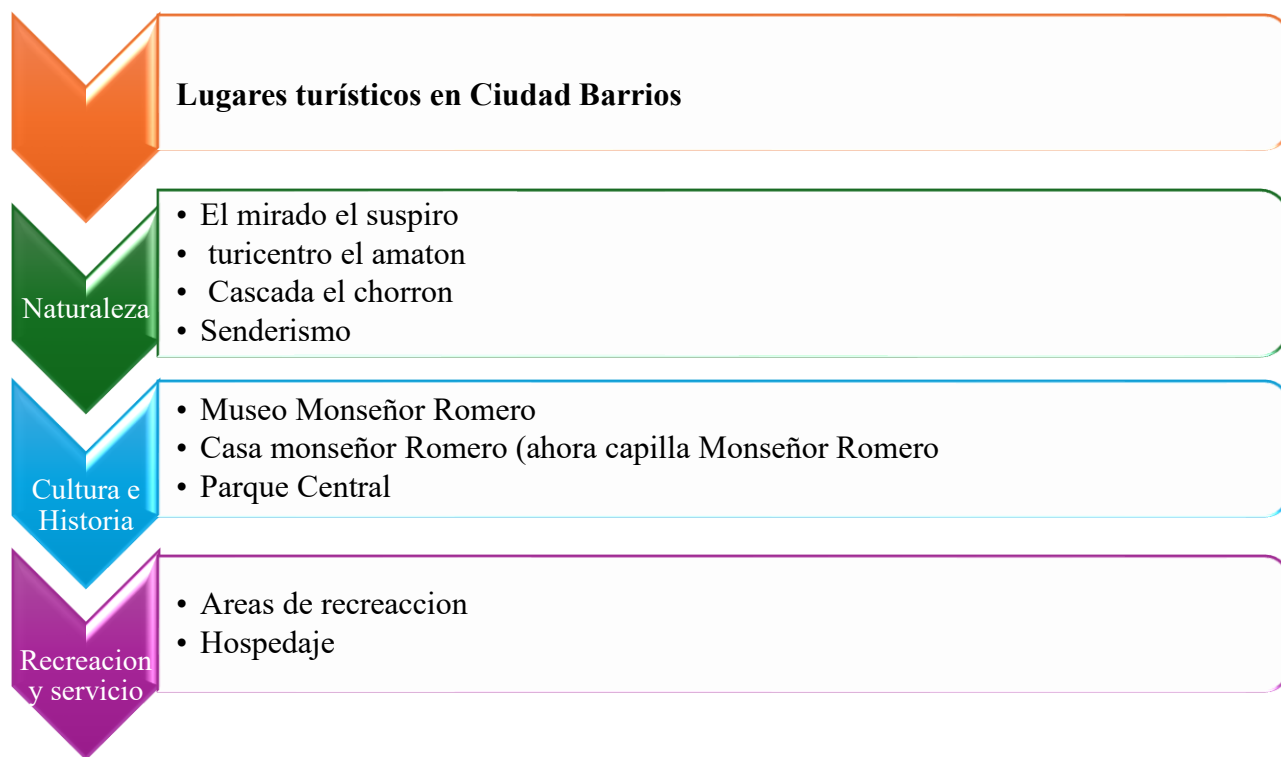 Lugares turísticos en Ciudad Barrios
Naturaleza
• El mirado el suspiro
• turicentro el amaton
• Cascada el chorron
• Senderismo
Cultura e
Historia
• Museo Monseñor Romero
• Casa monseñor Romero (ahora capilla Monseñor Romero
• Parque Central
Recreacion
y servicio
• Areas de recreaccion
• Hospedaje